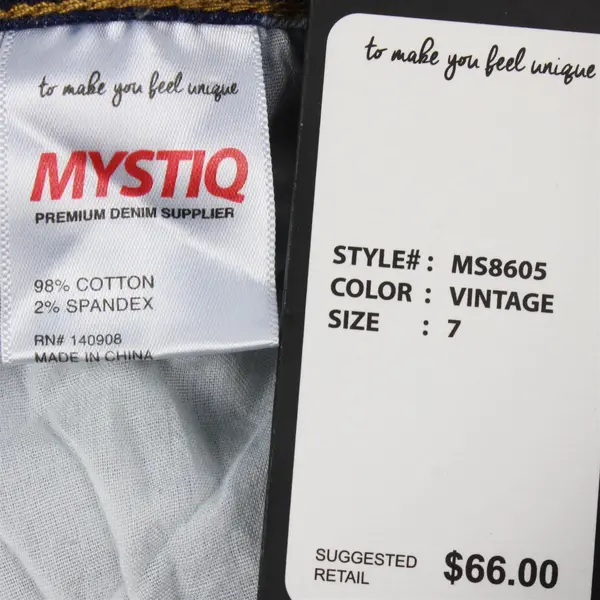 to make you feel unique
MYSTIQ
PREMIUM DENIM SUPPLIER
98% COTTON
2% SPANDEX
RN# 140908
MADE IN CHINA
to make you feel unique
STYLE# : MS8605
COLOR : VINTAGE
SIZE : 7
SUGGESTED
RETAIL $66.00